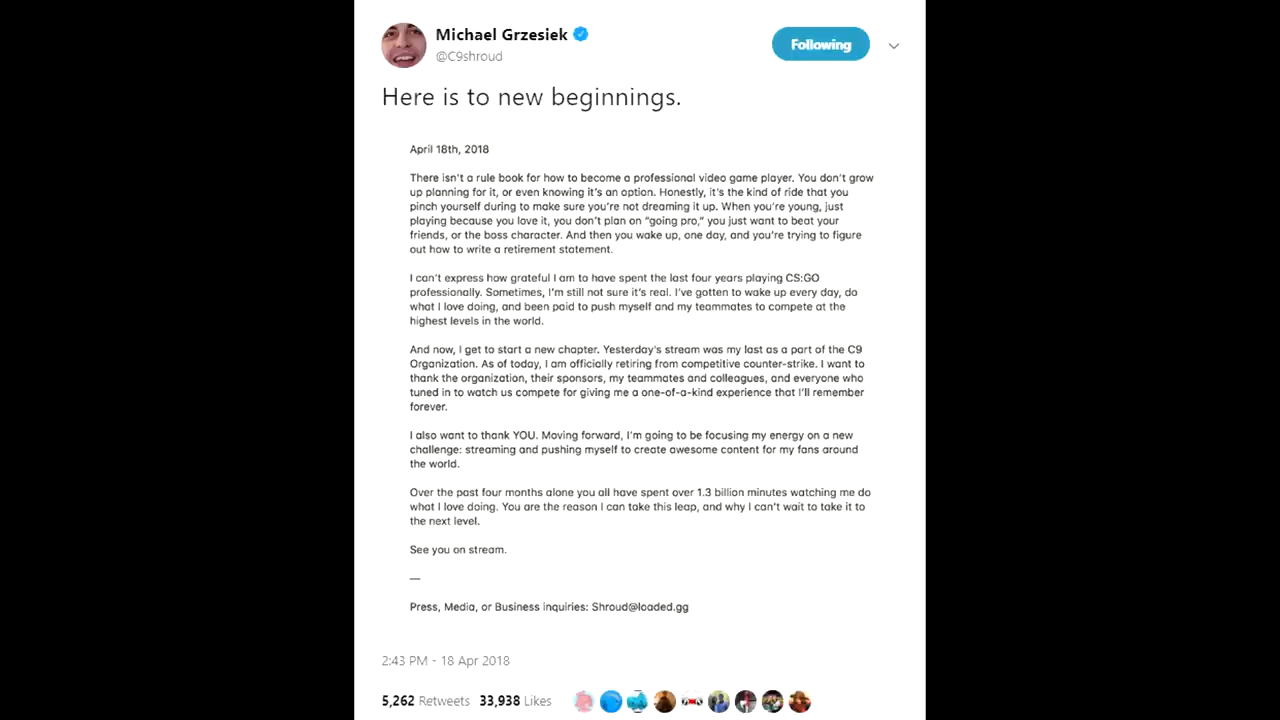 Michael Grzesiek
@C9shroud
Following
Here is to new beginnings.
April 18th, 2018
There isn't a rule book for how to become a professional video game player. You don't grow
up planning for it, or even knowing it's an option. Honestly, it's the kind of ride that you
pinch yourself during to make sure you're not dreaming it up. When you're young, just
playing because you love it, you don't plan on "going pro," you just want to beat your
friends, or the boss character. And then you wake up, one day, and you're trying to figure
out how to write a retirement statement.
I can't express how grateful I am to have spent the last four years playing CS:GO
professionally. Sometimes, I'm still not sure it's real. I've gotten to wake up every day, do
what I love doing, and been paid to push myself and my teammates to compete at the
highest levels in the world.
And now, I get to start a new chapter. Yesterday's stream was my last as a part of the C9
Organization. As of today, I am officially retiring from competitive counter-strike. I want to
thank the organization, their sponsors, my teammates and colleagues, and everyone who
tuned in to watch us compete for giving me a one-of-a-kind experience that I'll remember
forever.
I also want to thank YOU. Moving forward, I'm going to be focusing my energy on a new
challenge: streaming and pushing myself to create awesome content for my fans around
the world.
Over the past four months alone you all have spent over 1.3 billion minutes watching me do
what I love doing. You are the reason I can take this leap, and why I can't wait to take it to
the next level.
See you on stream.
—
Press, Media, or Business inquiries: Shroud@loaded.gg
2:43 PM - 18 Apr 2018
5,262 Retweets 33,938 Likes